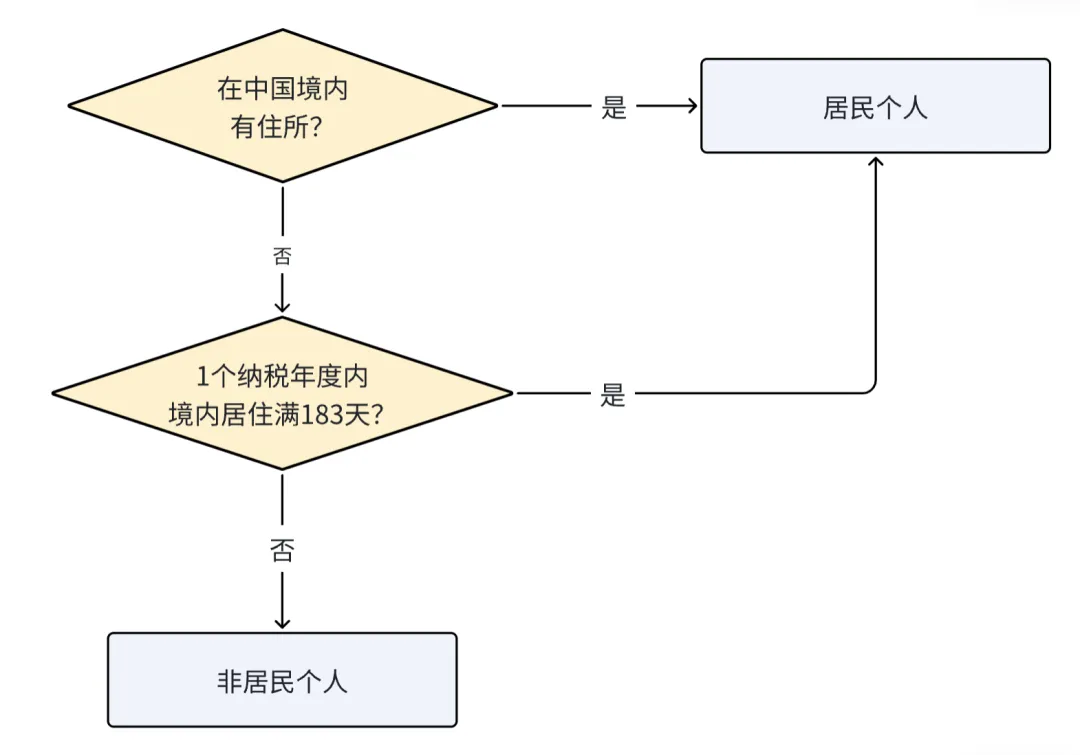 在中国境内
有住所？
是
居民个人
否
1个纳税年度内
境内居住满183天？
是
否
非居民个人